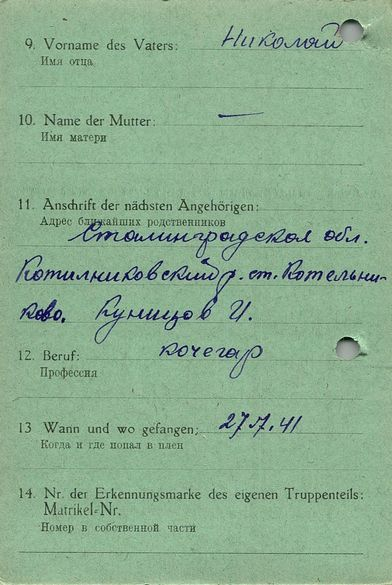 9. Vorname des Vaters: Николай
Имя отца
10. Name der Mutter: —
Имя матери
11. Anschrift der nächsten Angehörigen:
Адрес ближайших родственников
Сталинградская обл.
Котилниковский р. ст. Котельни-
ково. Куницов И.
12. Beruf: кочегар
Профессия
13 Wann und wo gefangen: 27.7.41
Когда и где попал в плен
14. Nr. der Erkennungsmarke des eigenen Truppenteils:
Matrikel-Nr.
Номер в собственной части